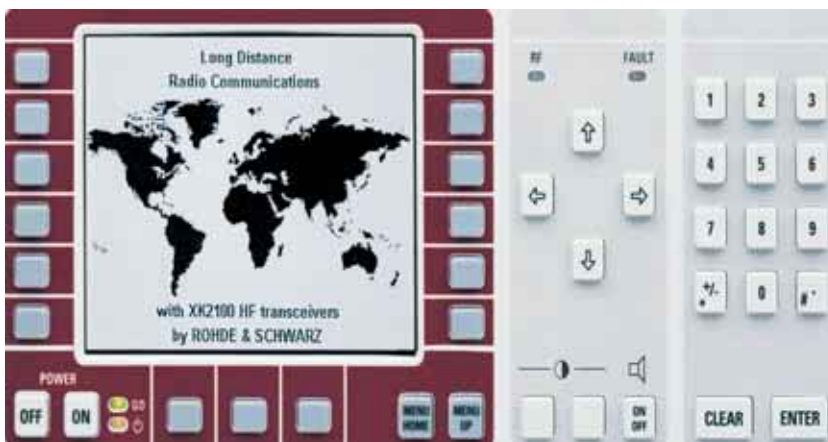 Long Distance
Radio Communications
with XK2100 HF transceivers
by ROHDE & SCHWARZ
POWER
OFF
ON
GO
MENU
HOME
MENU
UP
RF
FAULT
ON
OFF
1 2 3
4 5 6
7 8 9
+/-
*
0
# .
CLEAR
ENTER